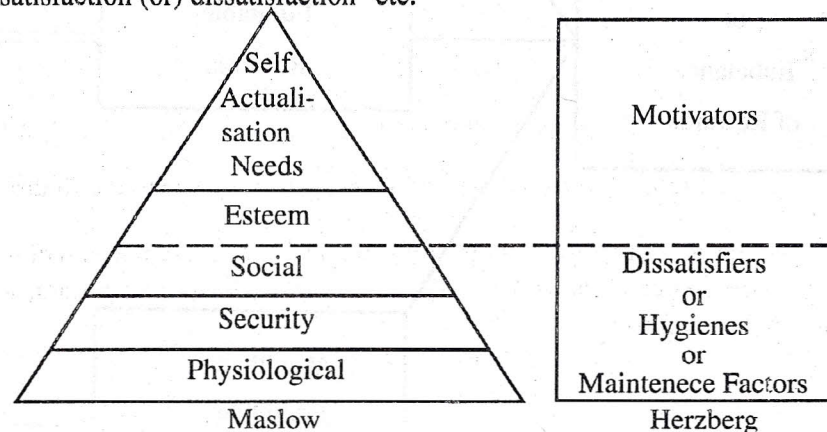 satisfaction (or) dissatisfaction" etc.
Self
Actuali-
sation
Needs
Esteem
Social
Security
Physiological
Maslow
Motivators
Dissatisfiers
or
Hygienes
or
Maintenece Factors
Herzberg